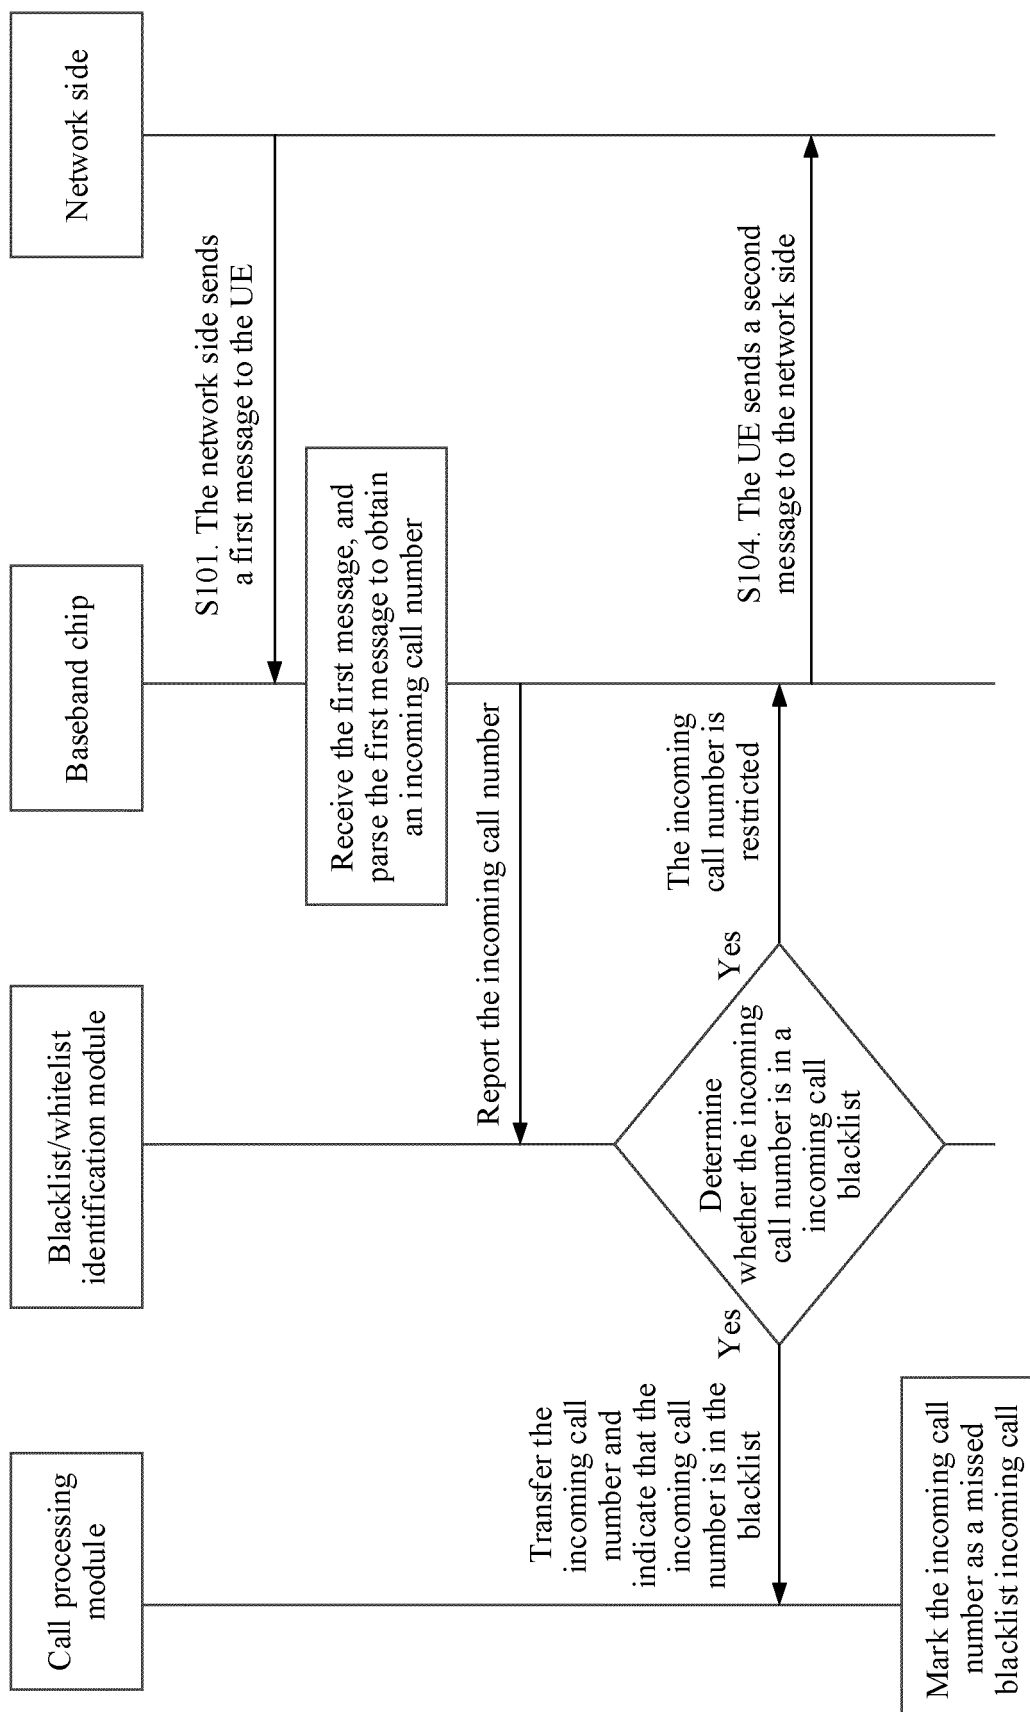 Call processing
module
Blacklist/whitelist
identification module
Baseband chip
Network side
S101. The network side sends
a first message to the UE
Receive the first message, and
parse the first message to obtain
an incoming call number
Report the incoming call number
Determine
whether the incoming
call number is in a
incoming call
blacklist
Yes
Transfer the
incoming call
number and
indicate that the
incoming call
number is in the
blacklist
Yes
The incoming
call number is
restricted
S104. The UE sends a second
message to the network side
Mark the incoming call
number as a missed
blacklist incoming call